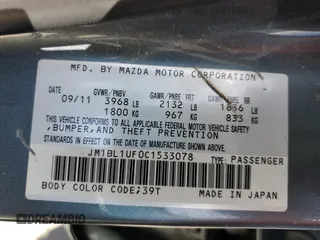 MFD. BY MAZDA MOTOR CORPORATION
GVWR/PNBV GAWR/PNBE FRT GAWR/PNBE RR
09/11 3968 LB 2132 LB 1836 LB
1800 KG 967 KG 833 KG
THIS VEHICLE CONFORMS TO ALL APPLICABLE FEDERAL MOTOR VEHICLE SAFETY,
BUMPER, AND THEFT PREVENTION
STANDARDS IN EFFECT ON THE DATE OF MANUFACTURE SHOWN ABOVE.
JM1BL1UF0C1533078 TYPE: PASSENGER
BODY COLOR CODE:39T MADE IN JAPAN
DREAMBID